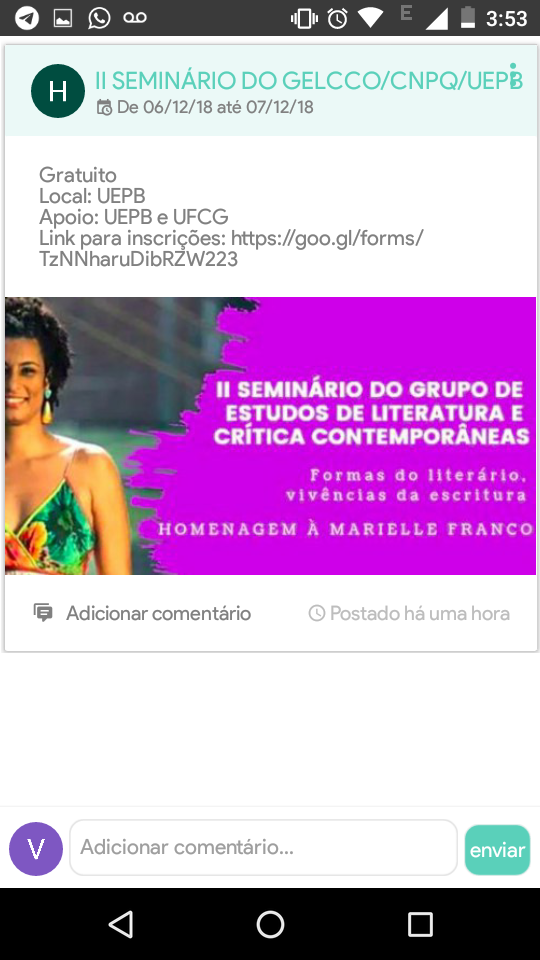 E
3:53
H
II SEMINÁRIO DO GELCCO/CNPQ/UEPB
De 06/12/18 até 07/12/18
Gratuito
Local: UEPB
Apoio: UEPB e UFCG
Link para inscrições: https://goo.gl/forms/
TzNNharuDibRZW223
II SEMINÁRIO DO GRUPO DE
ESTUDOS DE LITERATURA E
CRÍTICA CONTEMPORÂNEAS
Formas do literário,
vivências da escritura
HOMENAGEM À MARIELLE FRANCO
Adicionar comentário
Postado há uma hora
V
Adicionar comentário...
enviar